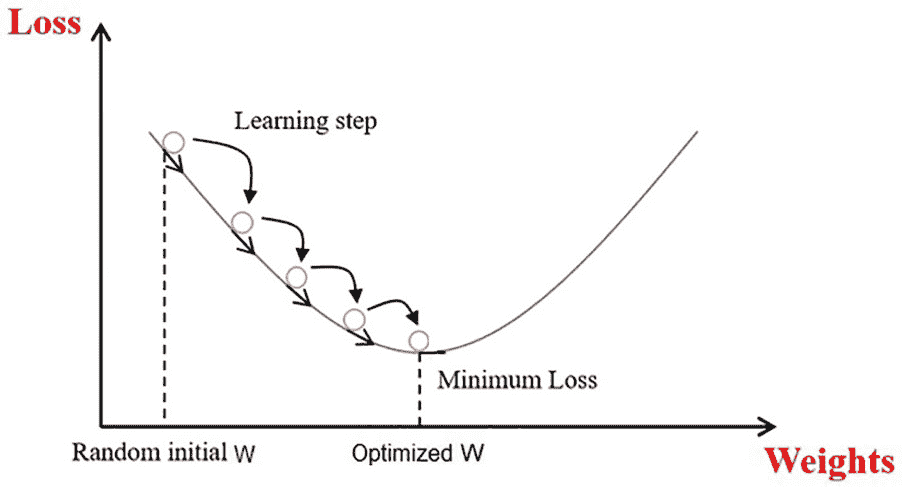 Loss
Learning step
Minimum Loss
Random initial W
Optimized W
Weights